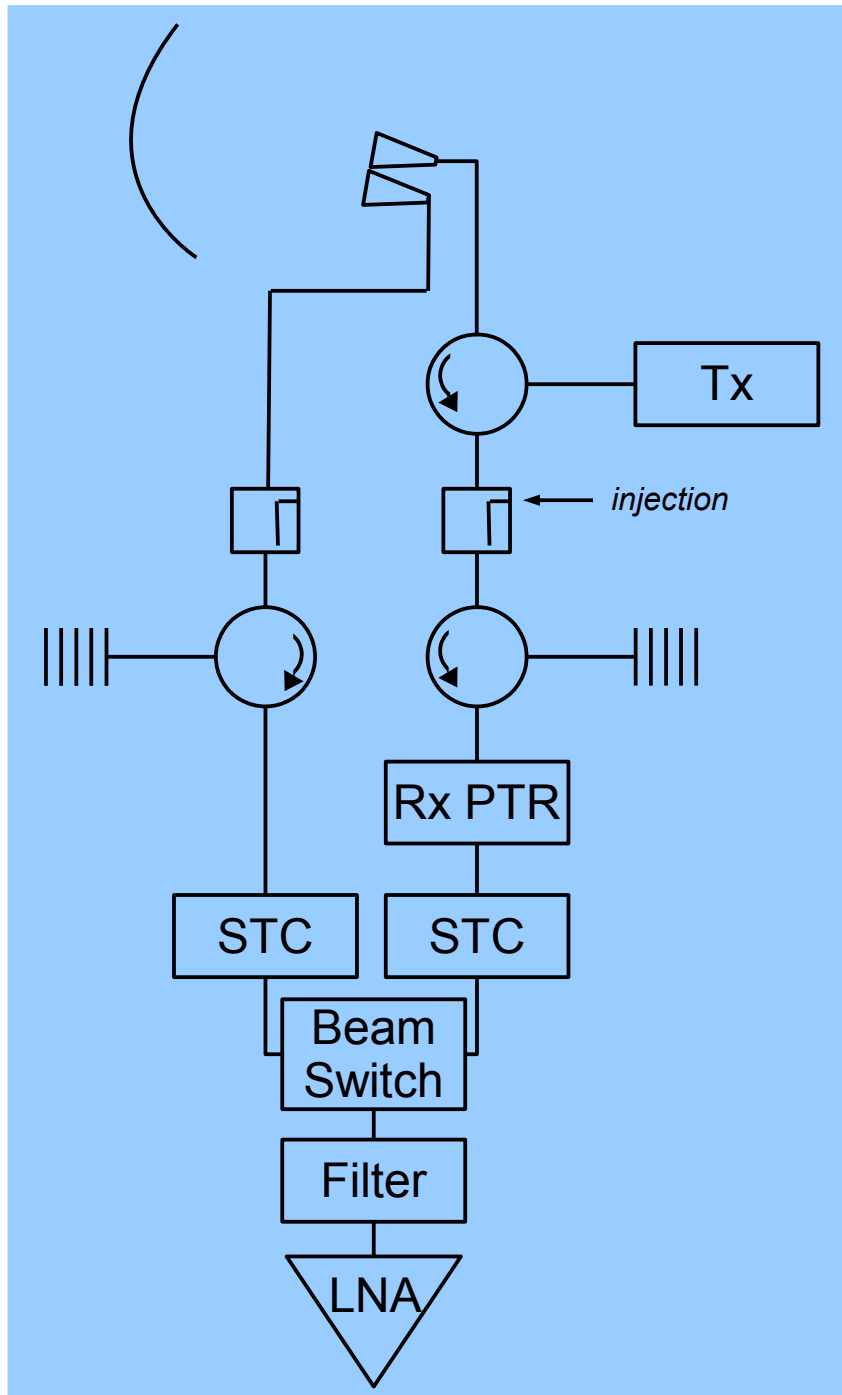 Tx
injection
Rx PTR
STC
STC
Beam
Switch
Filter
LNA